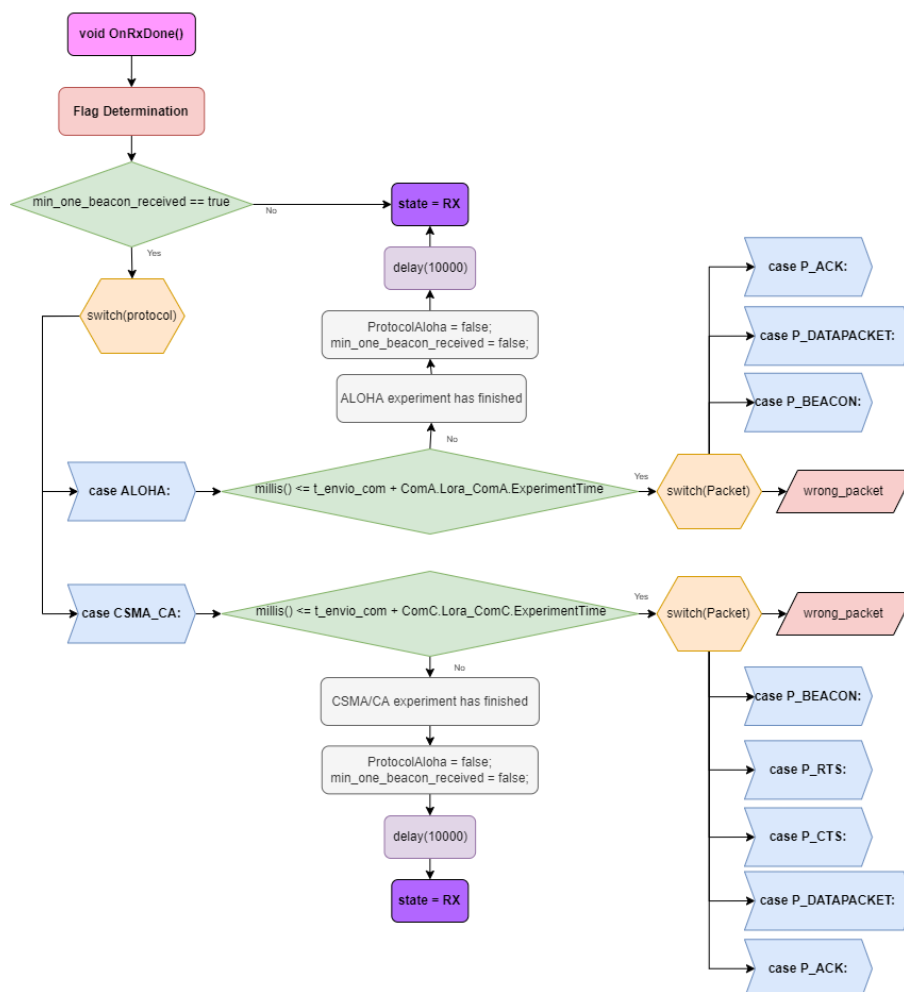 void OnRxDone()
Flag Determination
min_one_beacon_received == true
No
Yes
state = RX
delay(10000)
switch(protocol)
ProtocolAloha = false;
min_one_beacon_received = false;
ALOHA experiment has finished
No
case P_ACK:
case P_DATAPACKET:
case P_BEACON:
case ALOHA:
millis() <= t_envio_com + ComA.Lora_ComA.ExperimentTime
Yes
switch(Packet)
wrong_packet
case CSMA_CA:
millis() <= t_envio_com + ComC.Lora_ComC.ExperimentTime
Yes
switch(Packet)
wrong_packet
No
CSMA/CA experiment has finished
ProtocolAloha = false;
min_one_beacon_received = false;
delay(10000)
state = RX
case P_BEACON:
case P_RTS:
case P_CTS:
case P_DATAPACKET:
case P_ACK: